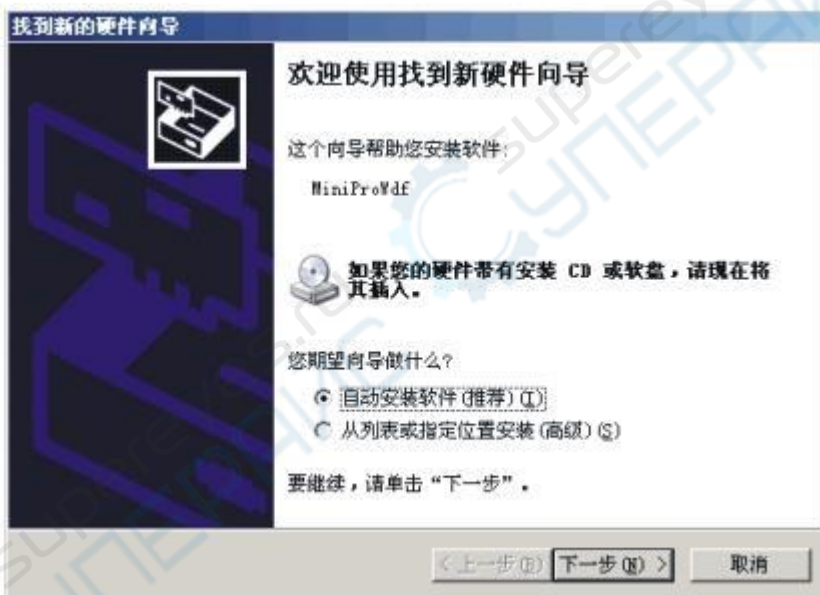 找到新的硬件向导
欢迎使用找到新硬件向导
这个向导帮助您安装软件:
MiniProWdf
如果您的硬件带有安装 CD 或软盘，请现在将
其插入。
您期望向导做什么?
自动安装软件(推荐)(I)
从列表或指定位置安装(高级)(S)
要继续，请单击“下一步”。
<上一步(B) 下一步(N) > 取消